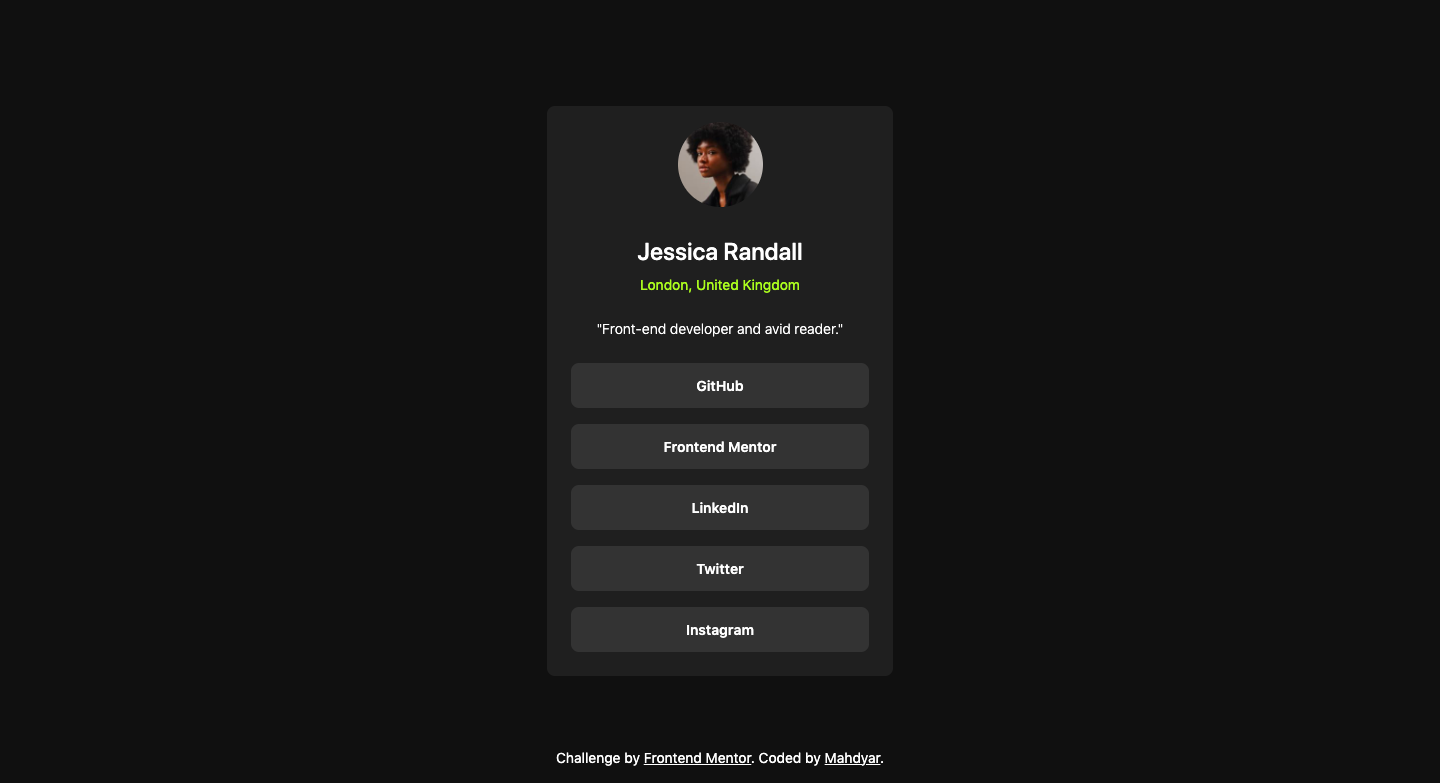 Jessica Randall
London, United Kingdom
"Front-end developer and avid reader."
GitHub
Frontend Mentor
LinkedIn
Twitter
Instagram
Challenge by Frontend Mentor. Coded by Mahdyar.